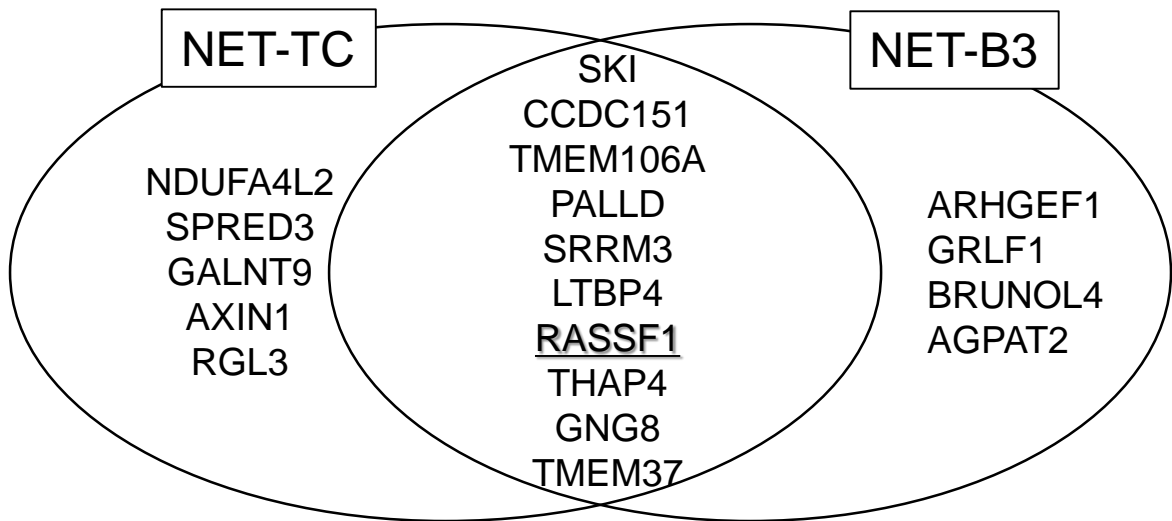 NET-TC
NET-B3
SKI
CCDC151
TMEM106A
PALLD
SRRM3
LTBP4
RASSF1
THAP4
GNG8
TMEM37
NDUFA4L2
SPRED3
GALNT9
AXIN1
RGL3
ARHGEF1
GRLF1
BRUNOL4
AGPAT2